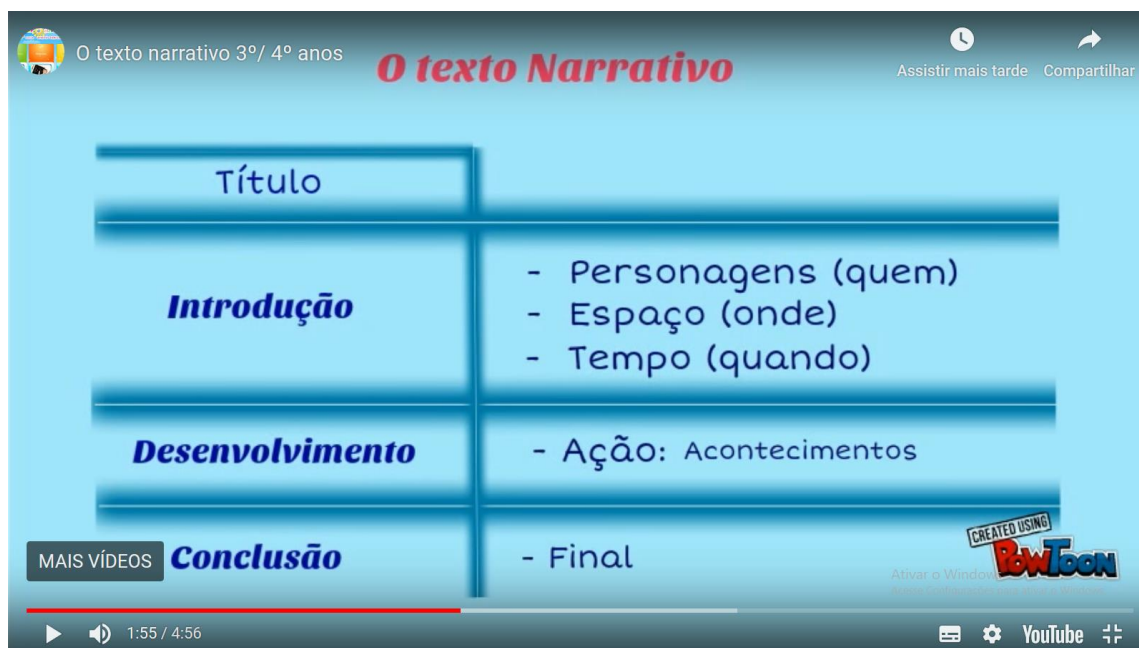 O texto narrativo 3º/ 4º anos
O texto Narrativo
Assistir mais tarde
Compartilhar
Título
Introdução
- Personagens (quem)
- Espaço (onde)
- Tempo (quando)
Desenvolvimento
- Ação: Acontecimentos
Conclusão
- Final
MAIS VÍDEOS
CREATED USING
POWTOON
Ativar o Windows
1:55 / 4:56
YouTube